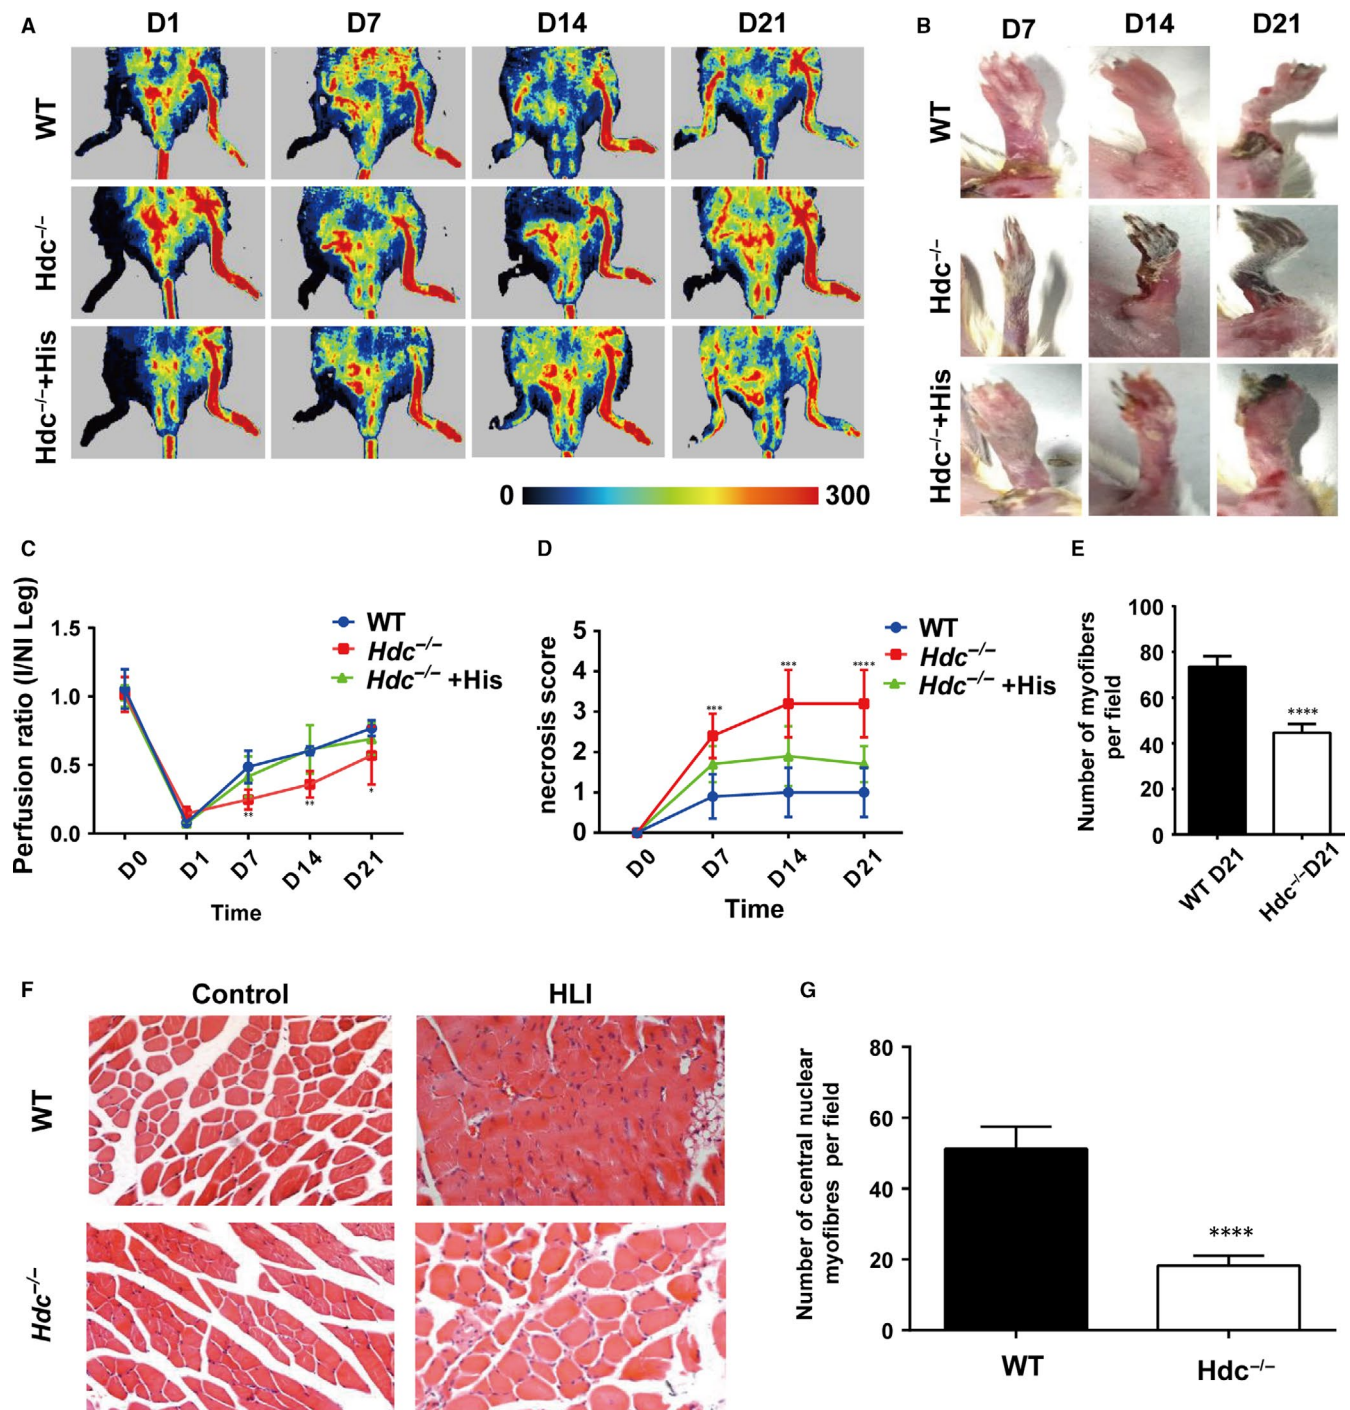 A
D1 D7 D14 D21
WT
Hdc⁻/⁻
Hdc⁻/⁻+His
0 300
B
D7 D14 D21
WT
Hdc⁻/⁻
Hdc⁻/⁻+His
C
Perfusion ratio (I/NI Leg)
1.5
1.0
0.5
0.0
WT
Hdc⁻/⁻
Hdc⁻/⁻ +His
**
**
*
D0 D1 D7 D14 D21
Time
D
necrosis score
5
4
3
2
1
0
WT
Hdc⁻/⁻
Hdc⁻/⁻ +His
***
***
****
D0 D7 D14 D21
Time
E
Number of myofibers
per field
100
80
60
40
20
0
****
WT D21
Hdc⁻/⁻D21
F
Control HLI
WT
Hdc⁻/⁻
G
Number of central nuclear
myofibres per field
80
60
40
20
0
****
WT Hdc⁻/⁻